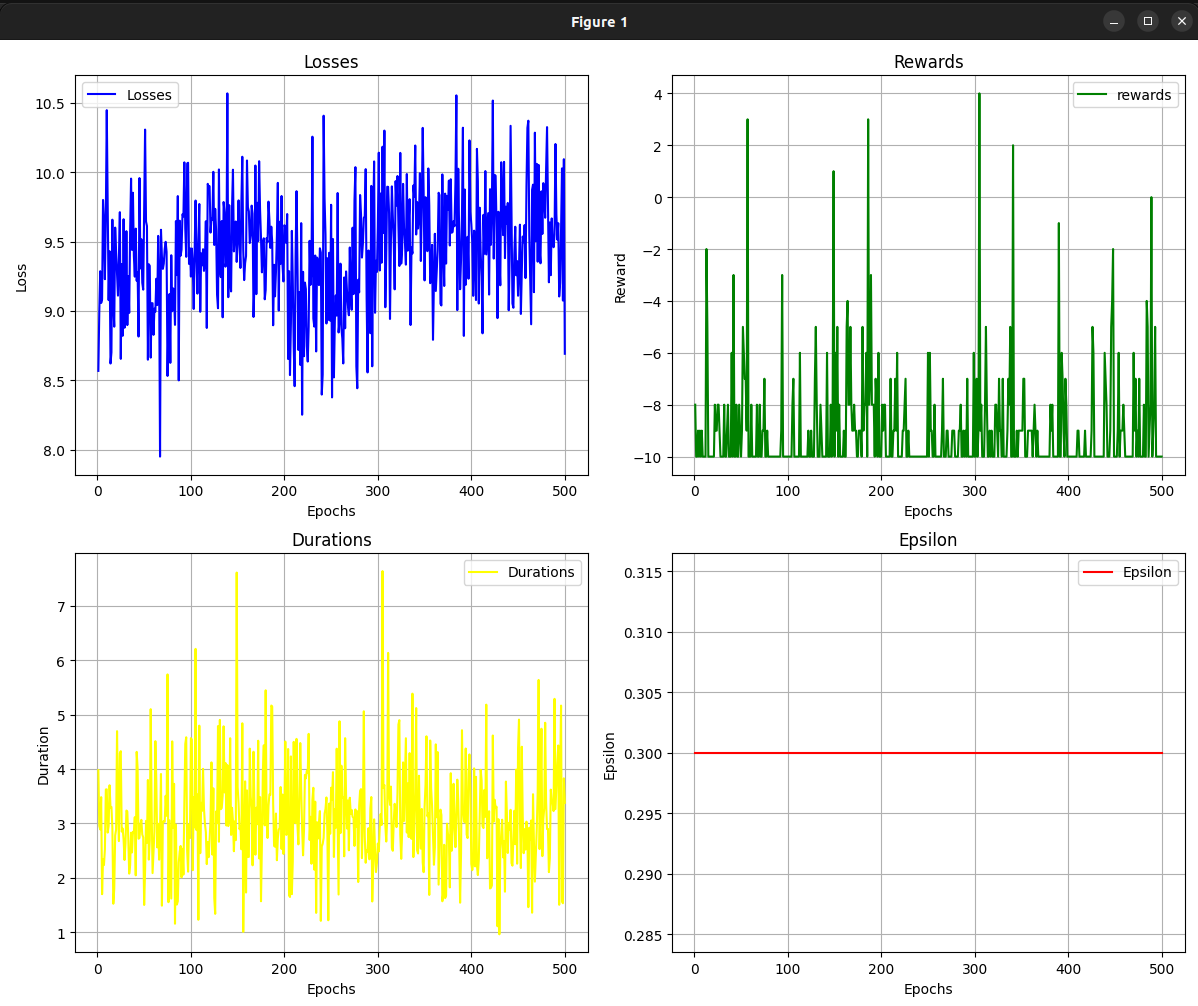 Figure 1
Losses
Losses
10.5
10.0
9.5
9.0
8.5
8.0
Loss
0 100 200 300 400 500
Epochs
Rewards
rewards
4
2
0
−2
−4
−6
−8
−10
Reward
0 100 200 300 400 500
Epochs
Durations
Durations
7
6
5
4
3
2
1
Duration
0 100 200 300 400 500
Epochs
Epsilon
Epsilon
0.315
0.310
0.305
0.300
0.295
0.290
0.285
Epsilon
0 100 200 300 400 500
Epochs